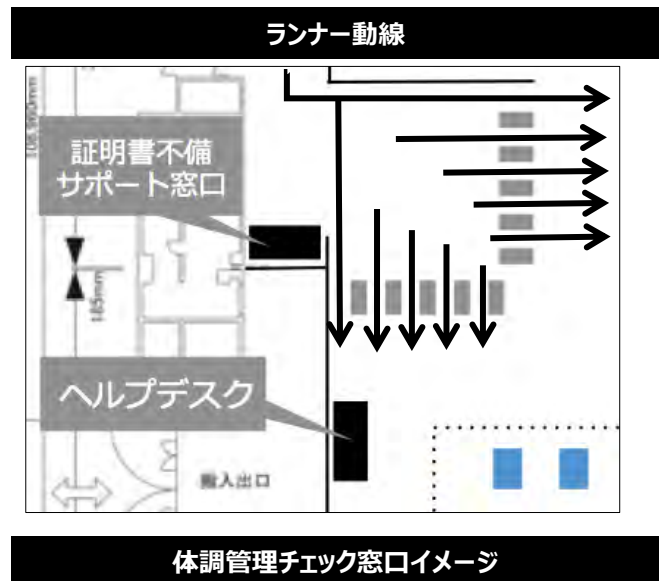 ランナー動線
証明書不備
サポート窓口
185mm
ヘルプデスク
搬入出口
体調管理チェック窓口イメージ